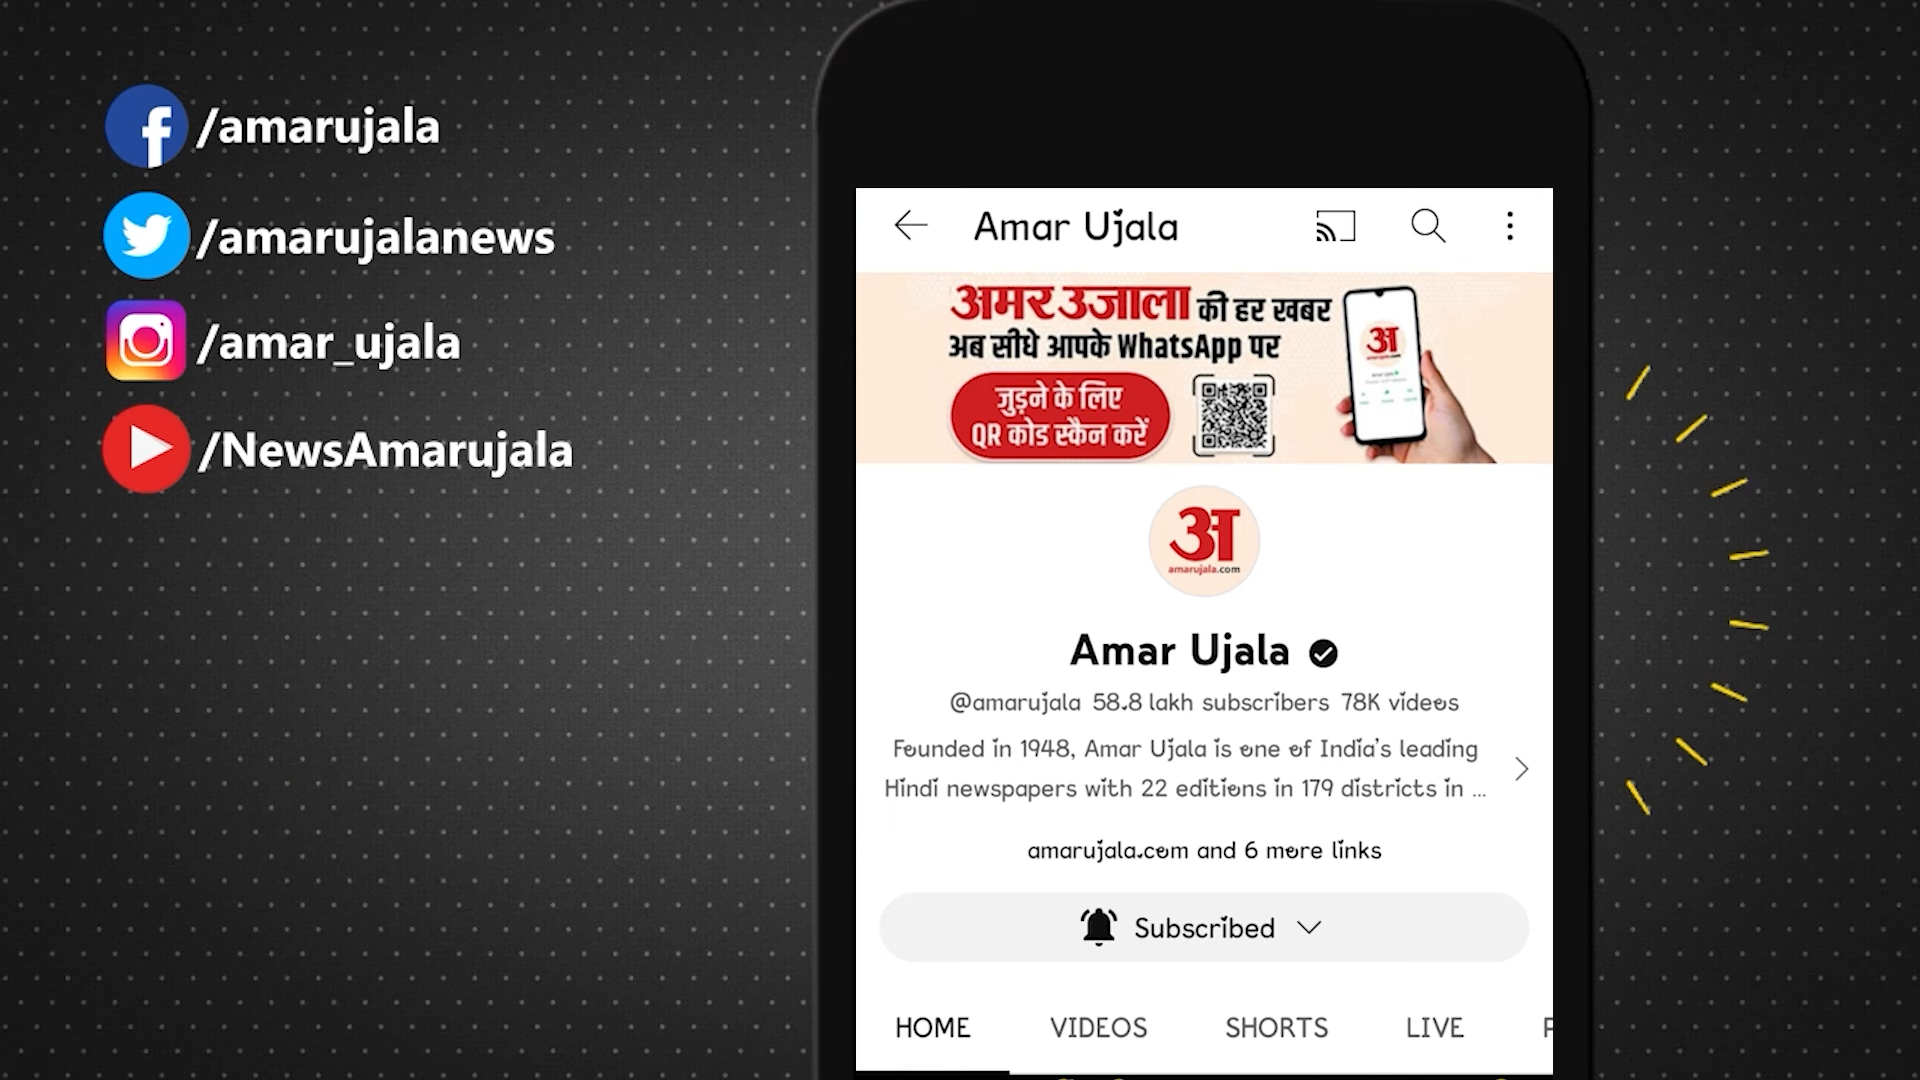 /amarujala
/amarujalanews
/amar_ujala
/NewsAmarujala
Amar Ujala
अमर उजाला की हर खबर
अब सीधे आपके WhatsApp पर
जुड़ने के लिए
QR कोड स्कैन करें
अ
अ
amarujala.com
Amar Ujala
@amarujala 58.8 lakh subscribers 78K videos
Founded in 1948, Amar Ujala is one of India's leading
Hindi newspapers with 22 editions in 179 districts in ...
amarujala.com and 6 more links
Subscribed
HOME VIDEOS SHORTS LIVE